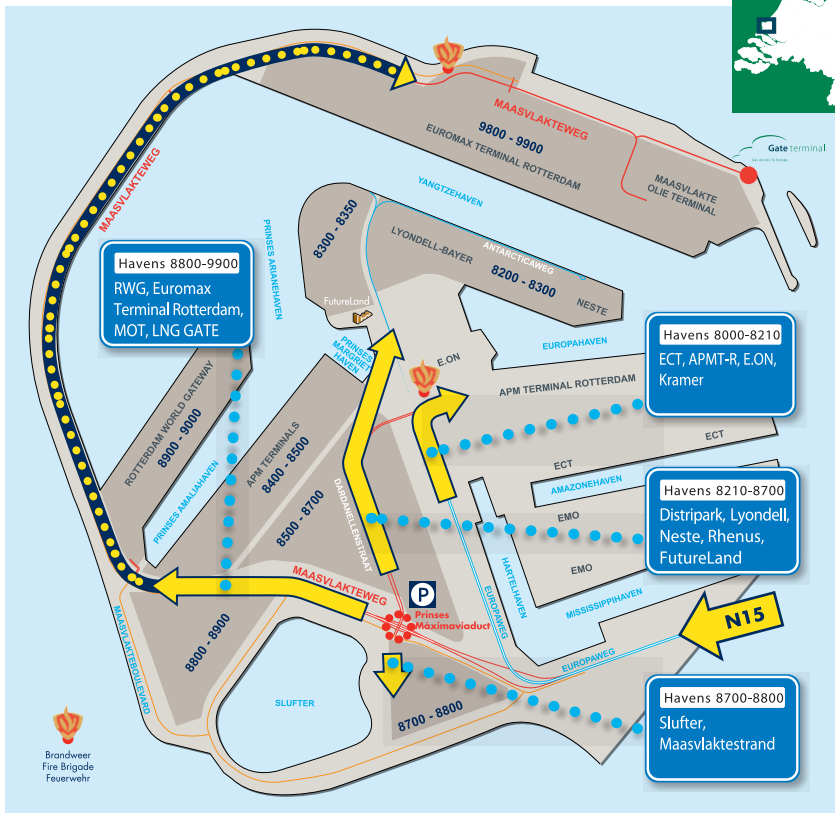 Gate terminal
MAASVLAKTEWEG
9800 - 9900
EUROMAX TERMINAL ROTTERDAM
MAASVLAKTE
OLIE TERMINAL
YANGTZEHAVEN
MAASVLAKTEWEG
PRINSES ARIANEHAVEN
8300 - 8350
LYONDELL-BAYER
ANTARCTICAWEG
8200 - 8300
NESTE
Havens 8800-9900
RWG, Euromax
Terminal Rotterdam,
MOT, LNG GATE
FutureLand
PRINSES
MARGRIET
HAVEN
E.ON
EUROPAHAVEN
Havens 8000-8210
ECT, APMT-R, E.ON,
Kramer
APM TERMINAL ROTTERDAM
ROTTERDAM WORLD GATEWAY
8900 - 9000
PRINSES AMALIAHAVEN
APM TERMINALS
8400 - 8500
8500 - 8700
DARDANELLENSTRAAT
ECT
ECT
AMAZONEHAVEN
EMO
EMO
HARTELHAVEN
MISSISSIPPIHAVEN
Havens 8210-8700
Distripark, Lyondell,
Neste, Rhenus,
FutureLand
MAASVLAKTEWEG
P
Prinses
Máximaviaduct
EUROPAWEG
EUROPAWEG
N15
MAASVLAKTEBOULEVARD
8800 - 8900
SLUFTER
8700 - 8800
Havens 8700-8800
Slufter,
Maasvlaktestrand
Brandweer
Fire Brigade
Feuerwehr